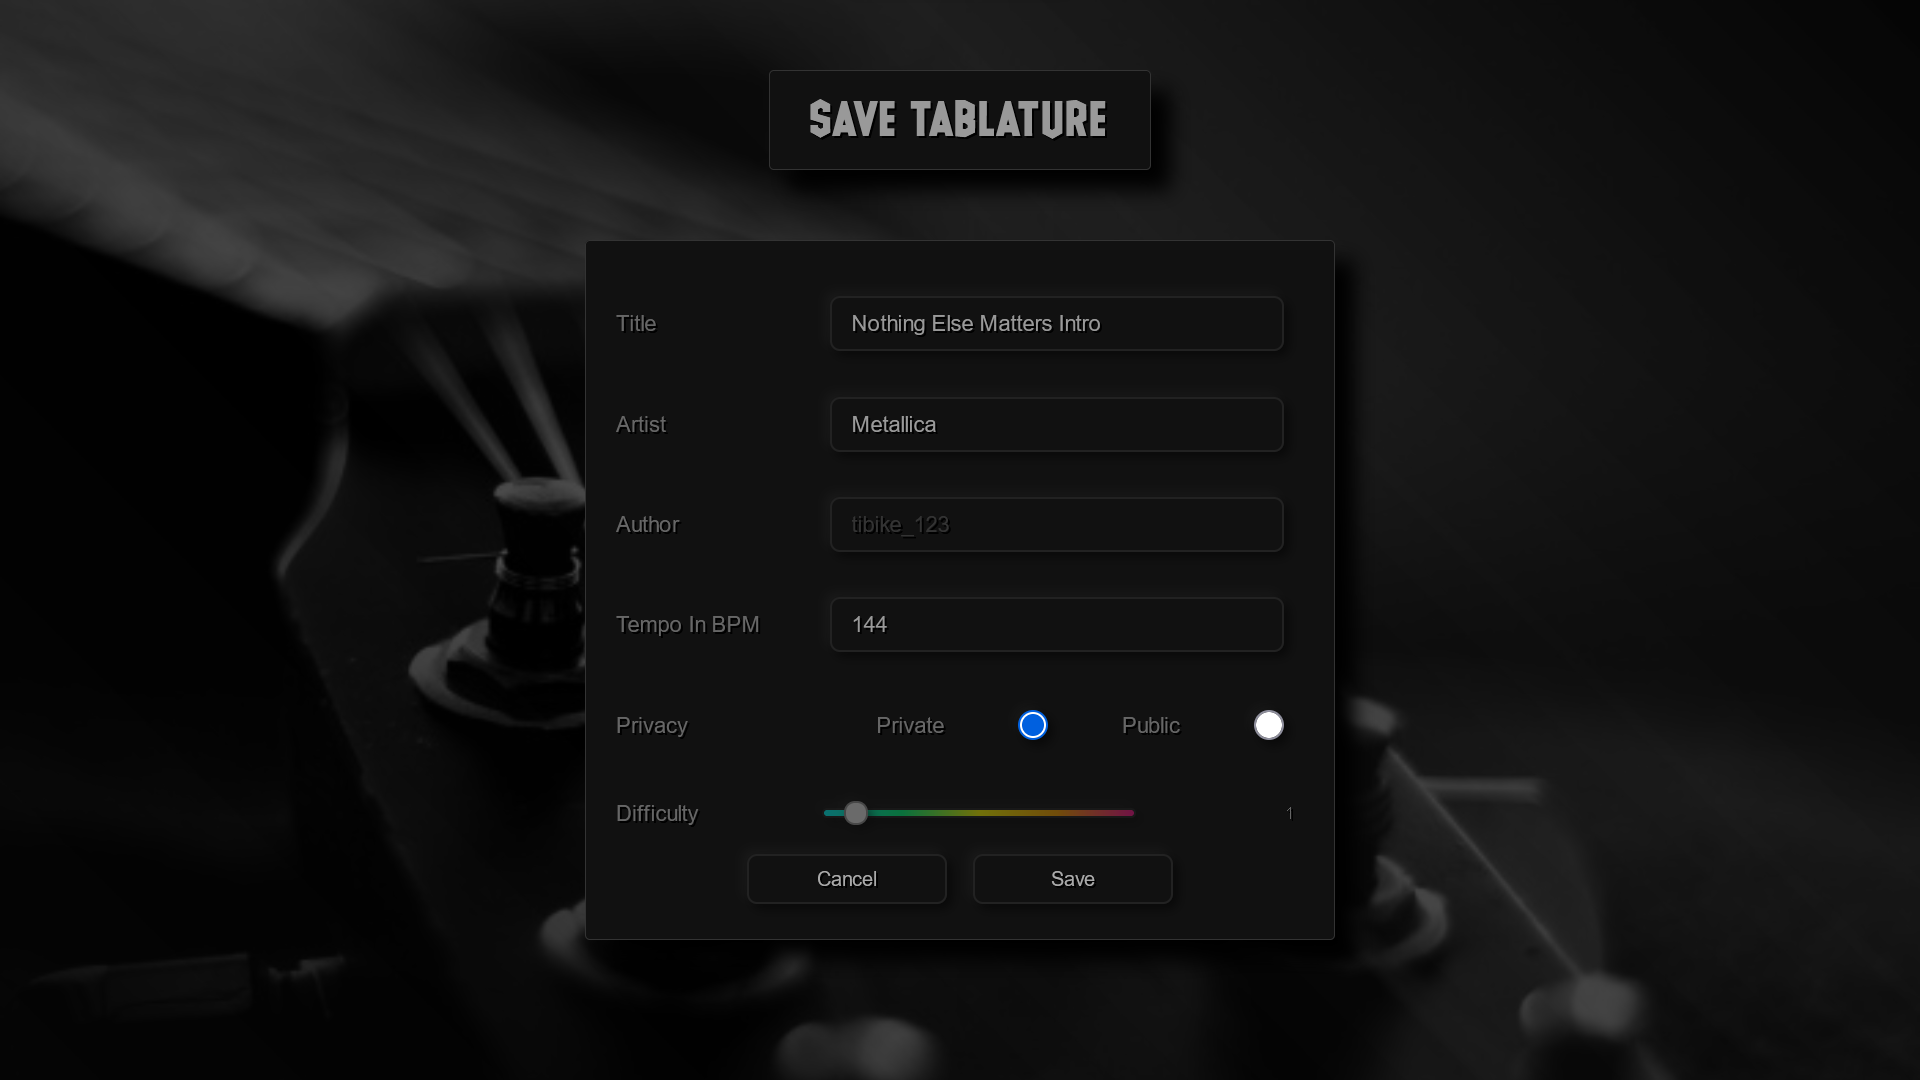 SAVE TABLATURE
Title
Nothing Else Matters Intro
Artist
Metallica
Author
tibike_123
Tempo In BPM
144
Privacy
Private
Public
Difficulty
1
Cancel
Save